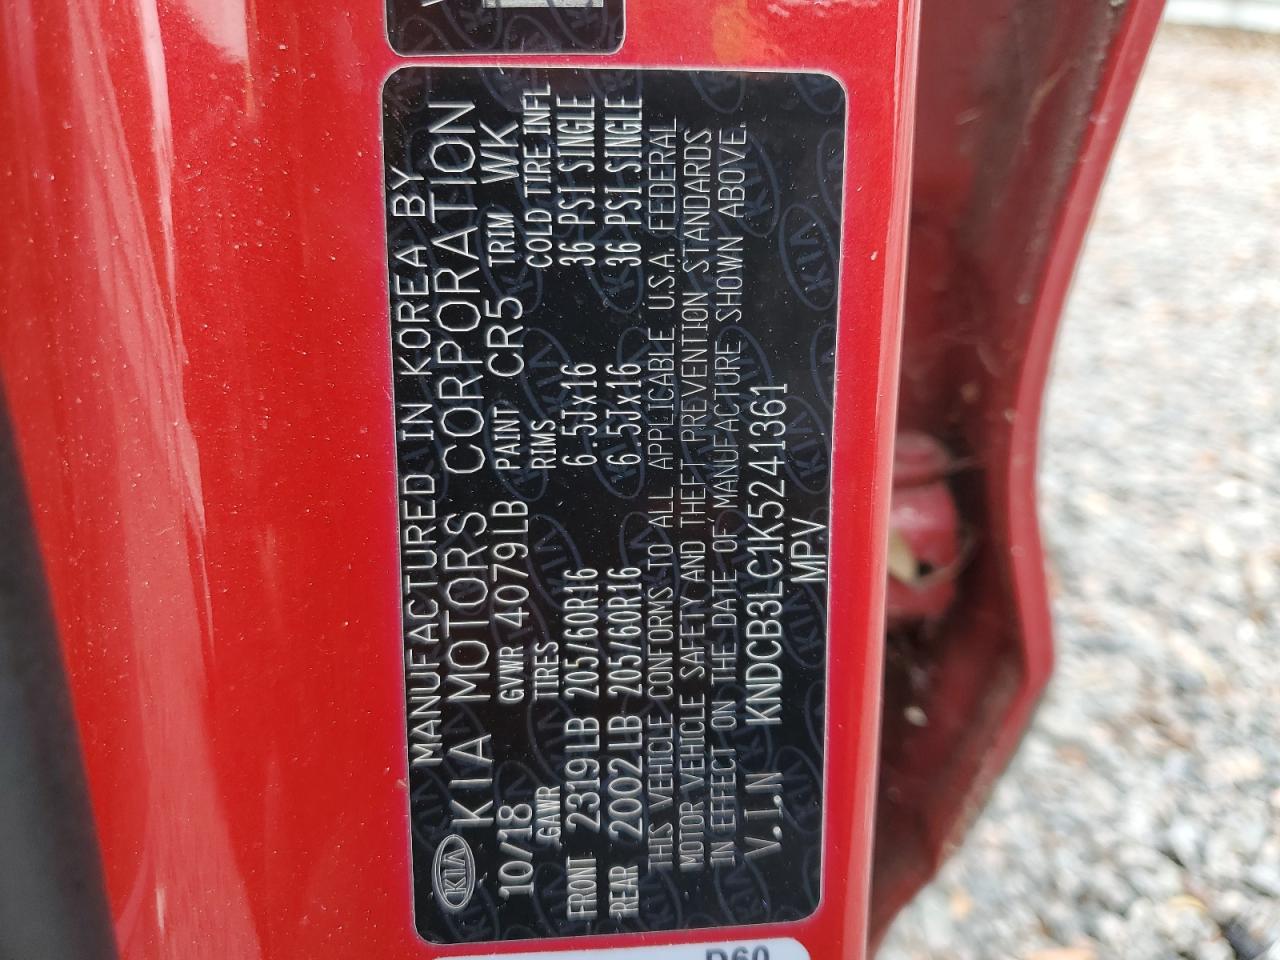 KIA
MANUFACTURED IN KOREA BY
KIA MOTORS CORPORATION
10/18 GVWR 4079LB PAINT CR5 TRIM WK
GAWR TIRES RIMS COLD TIRE INFL
FRONT 2319LB 205/60R16 6.5Jx16 36 PSI SINGLE
REAR 2002LB 205/60R16 6.5Jx16 36 PSI SINGLE
THIS VEHICLE CONFORMS TO ALL APPLICABLE U.S.A. FEDERAL
MOTOR VEHICLE SAFETY AND THEFT PREVENTION STANDARDS
IN EFFECT ON THE DATE OF MANUFACTURE SHOWN ABOVE.
V.I.N KNDCB3LC1K5241361
MPV
D60